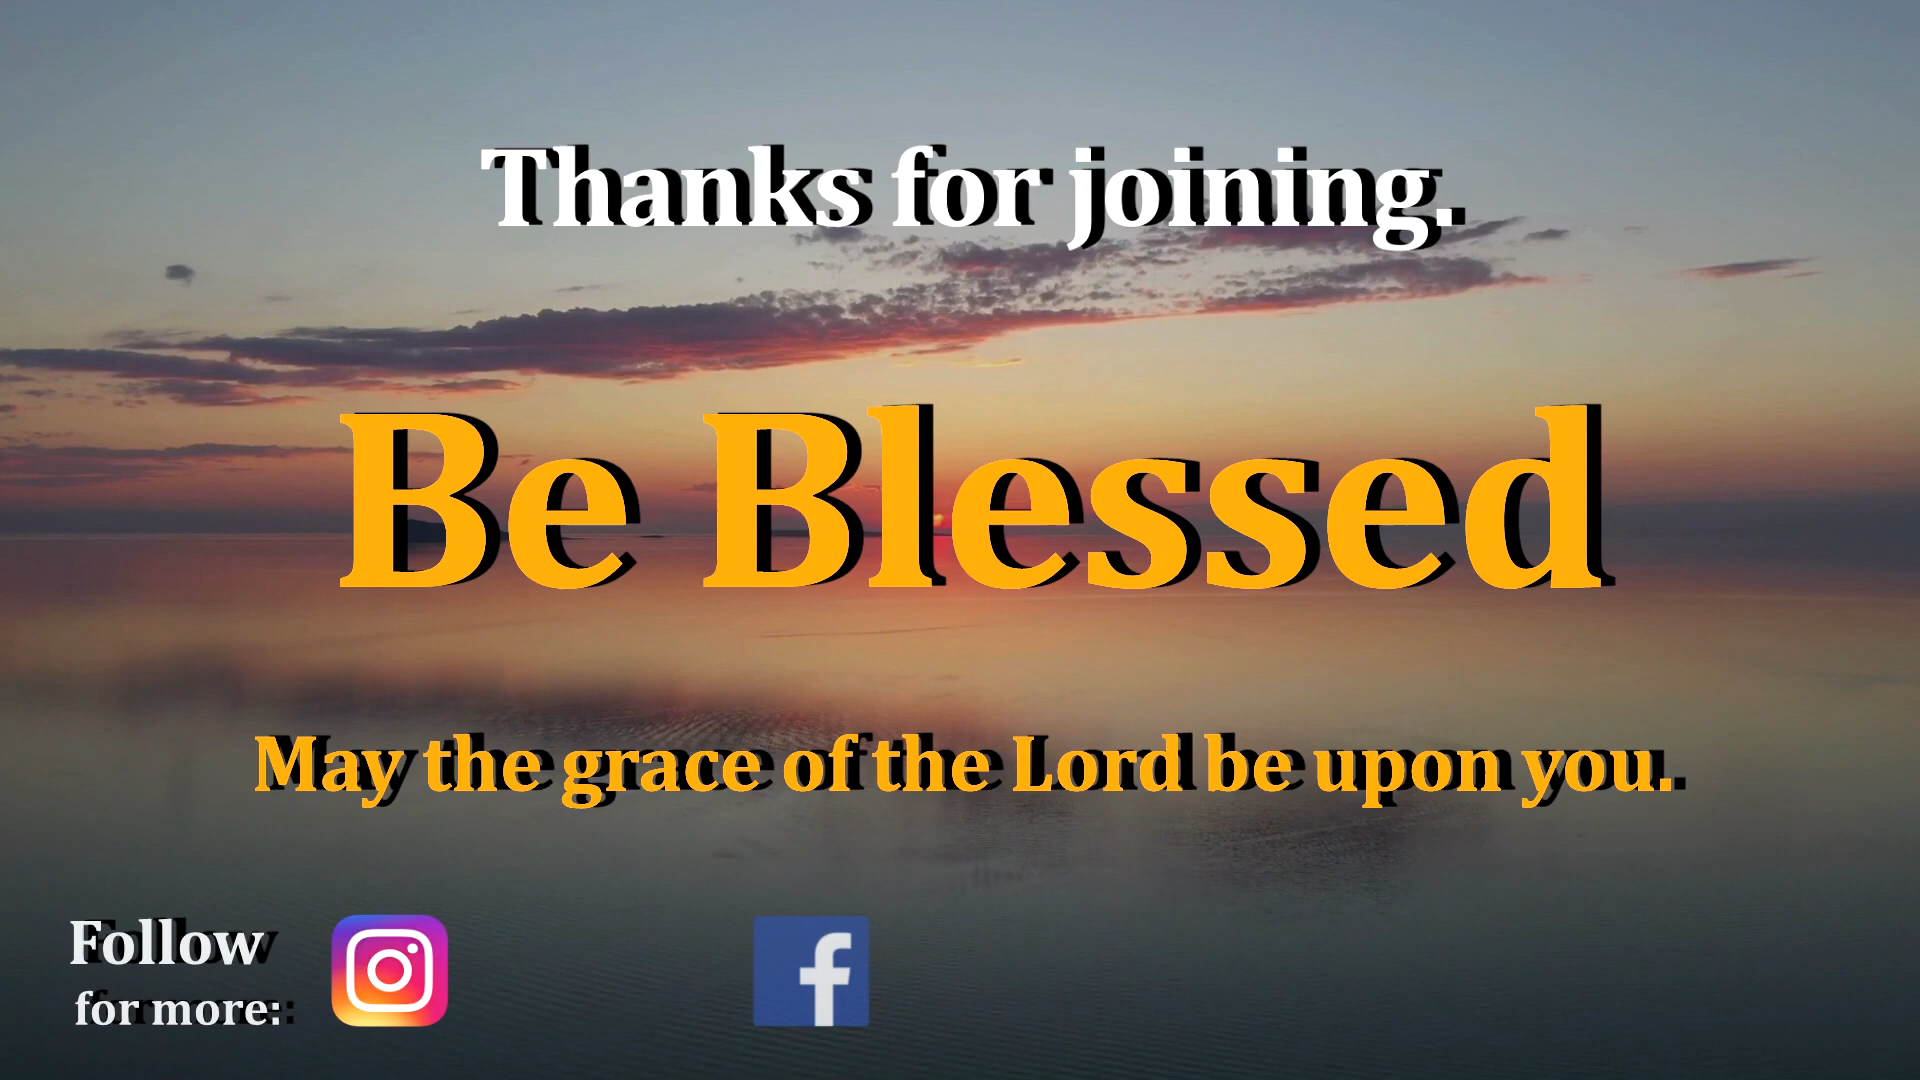 Thanks for joining.
Be Blessed
May the grace of the Lord be upon you.
Follow
for more: